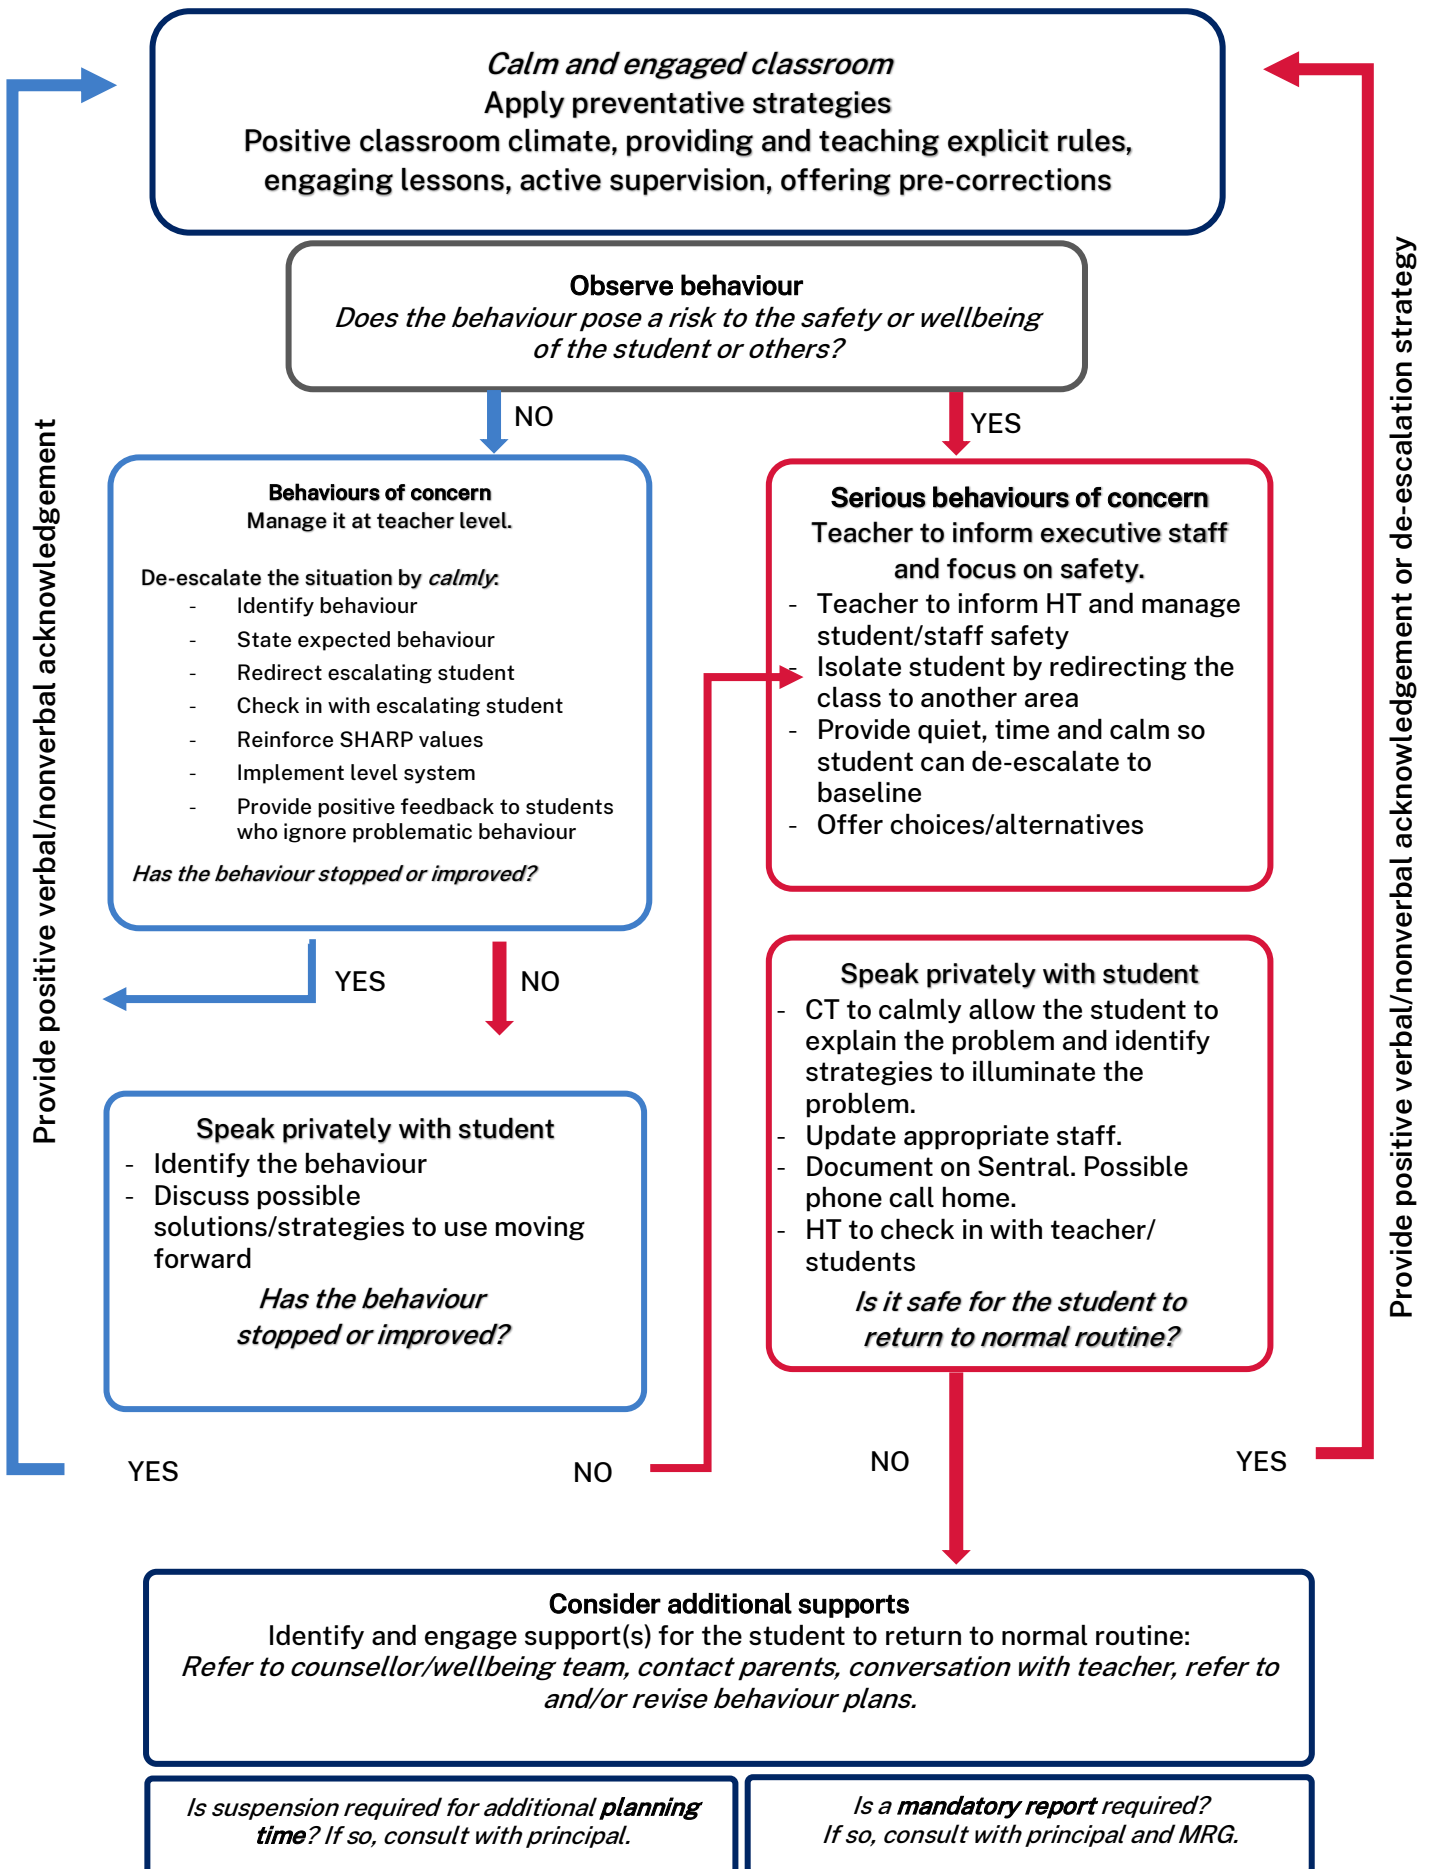 Calm and engaged classroom
Apply preventative strategies
Positive classroom climate, providing and teaching explicit rules,
engaging lessons, active supervision, offering pre-corrections
Observe behaviour
Does the behaviour pose a risk to the safety or wellbeing
of the student or others?
NO
YES
Provide positive verbal/nonverbal acknowledgement
Behaviours of concern
Manage it at teacher level.
De-escalate the situation by calmly:
- Identify behaviour
- State expected behaviour
- Redirect escalating student
- Check in with escalating student
- Reinforce SHARP values
- Implement level system
- Provide positive feedback to students
who ignore problematic behaviour
Has the behaviour stopped or improved?
YES
NO
Speak privately with student
- Identify the behaviour
- Discuss possible
solutions/strategies to use moving
forward
Has the behaviour
stopped or improved?
YES
NO
Serious behaviours of concern
Teacher to inform executive staff
and focus on safety.
- Teacher to inform HT and manage
student/staff safety
- Isolate student by redirecting the
class to another area
- Provide quiet, time and calm so
student can de-escalate to
baseline
- Offer choices/alternatives
Speak privately with student
- CT to calmly allow the student to
explain the problem and identify
strategies to illuminate the
problem.
- Update appropriate staff.
- Document on Sentral. Possible
phone call home.
- HT to check in with teacher/
students
Is it safe for the student to
return to normal routine?
NO
YES
Provide positive verbal/nonverbal acknowledgement or de-escalation strategy
Consider additional supports
Identify and engage support(s) for the student to return to normal routine:
Refer to counsellor/wellbeing team, contact parents, conversation with teacher, refer to
and/or revise behaviour plans.
Is suspension required for additional planning
time? If so, consult with principal.
Is a mandatory report required?
If so, consult with principal and MRG.